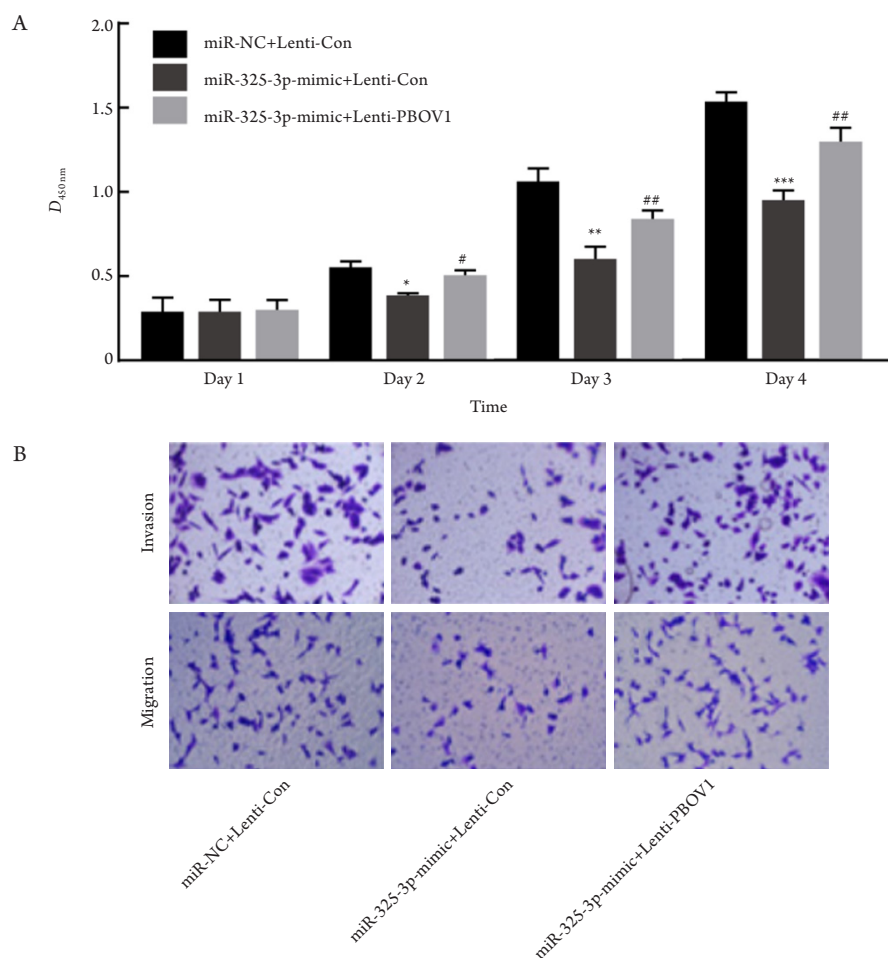 A
2.0
1.5
1.0
0.5
0
D450 nm
miR-NC+Lenti-Con
miR-325-3p-mimic+Lenti-Con
miR-325-3p-mimic+Lenti-PBOV1
*
#
**
##
***
##
Day 1 Day 2 Day 3 Day 4
Time
B
Invasion
Migration
miR-NC+Lenti-Con
miR-325-3p-mimic+Lenti-Con
miR-325-3p-mimic+Lenti-PBOV1